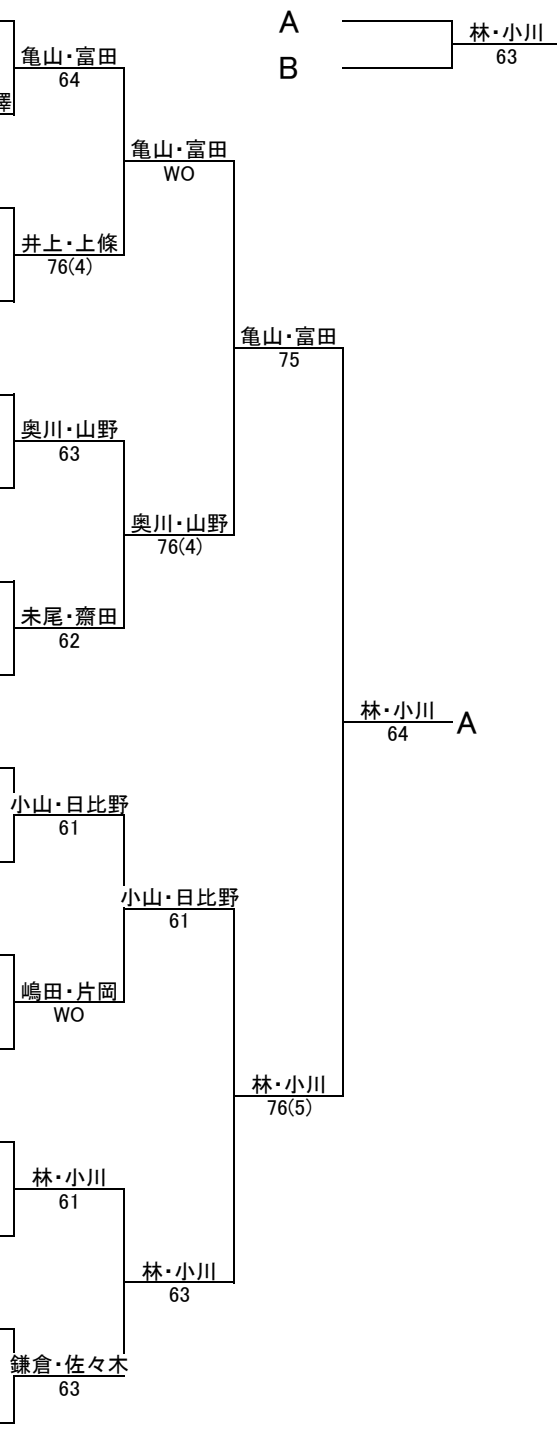 A
林・小川
63
B
亀山・富田
64
澤
亀山・富田
WO
井上・上條
76(4)
亀山・富田
75
奥川・山野
63
奥川・山野
76(4)
未尾・齋田
62
林・小川
64
A
小山・日比野
61
小山・日比野
61
嶋田・片岡
WO
林・小川
76(5)
林・小川
61
林・小川
63
鎌倉・佐々木
63